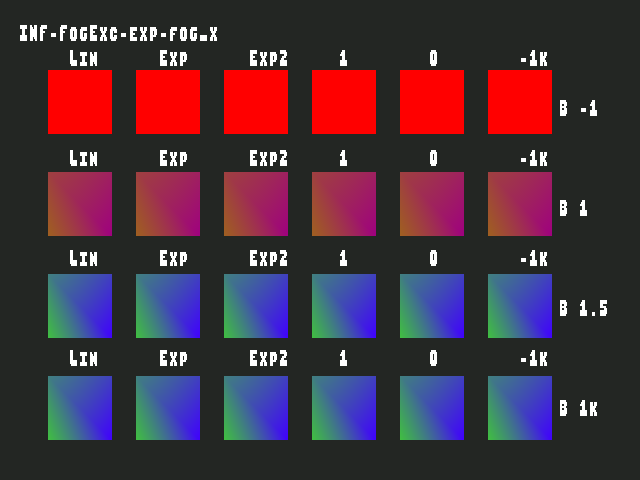 INF-FOGEXC-EXP-FOG_X
LIN EXP EXP2 1 0 -1K
B -1
LIN EXP EXP2 1 0 -1K
B 1
LIN EXP EXP2 1 0 -1K
B 1.5
LIN EXP EXP2 1 0 -1K
B 1K